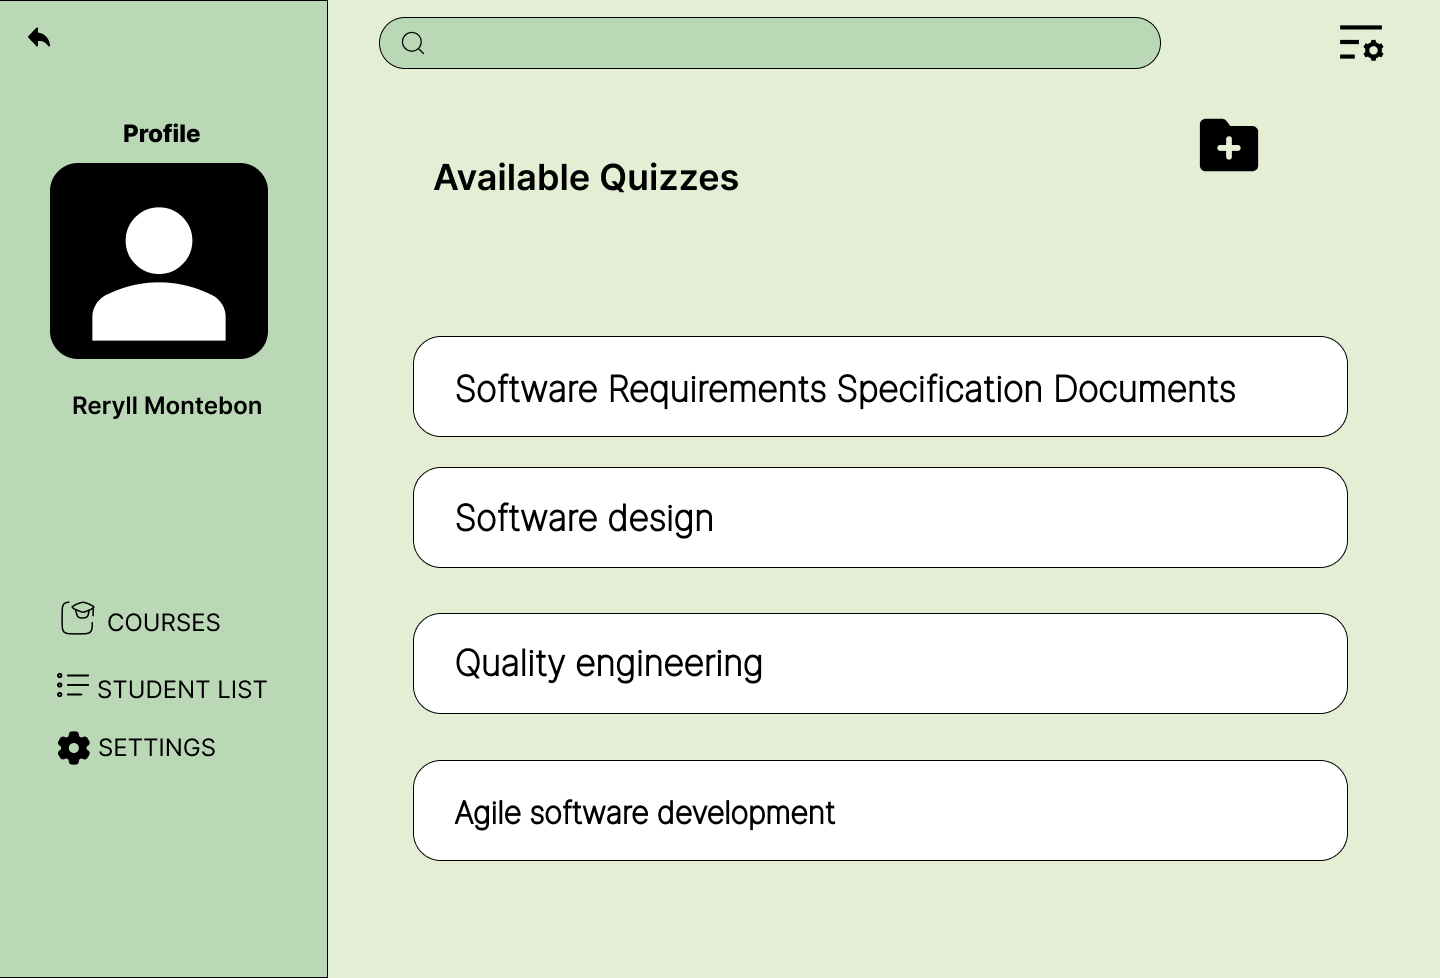 Profile
Reryll Montebon
COURSES
STUDENT LIST
SETTINGS
Available Quizzes
Software Requirements Specification Documents
Software design
Quality engineering
Agile software development